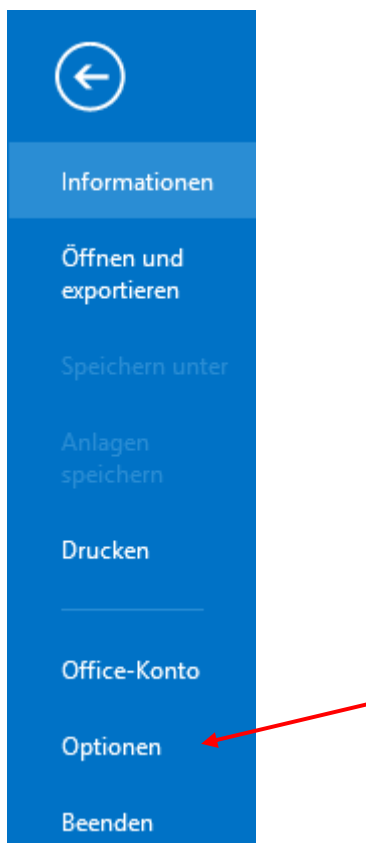 Informationen
Öffnen und
exportieren
Speichern unter
Anlagen
speichern
Drucken
Office-Konto
Optionen
Beenden